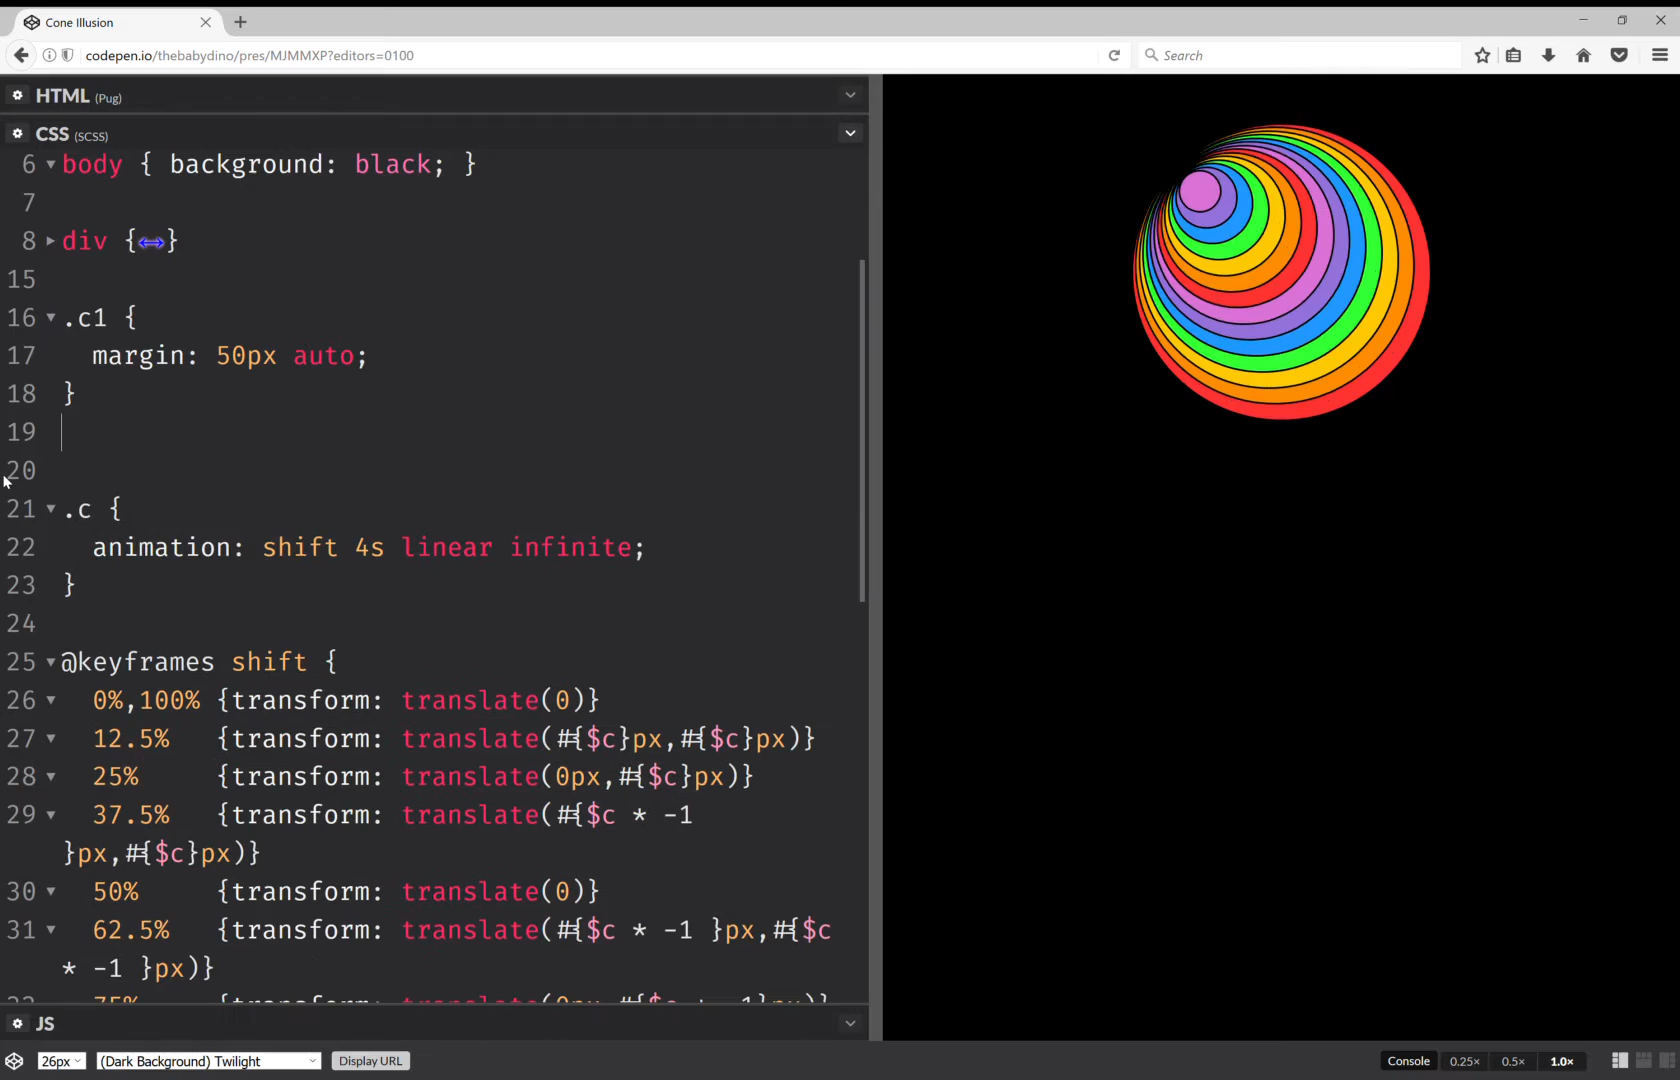 Cone Illusion
codepen.io/thebabydino/pres/MJMMXP?editors=0100
Search
HTML (Pug)
CSS (SCSS)
6 body { background: black; }
7
8 div {↔}
15
16 .c1 {
17 margin: 50px auto;
18 }
19
20
21 .c {
22 animation: shift 4s linear infinite;
23 }
24
25 @keyframes shift {
26 0%,100% {transform: translate(0)}
27 12.5% {transform: translate(#{$c}px,#{$c}px)}
28 25% {transform: translate(0px,#{$c}px)}
29 37.5% {transform: translate(#{$c * -1
}px,#{$c}px)}
30 50% {transform: translate(0)}
31 62.5% {transform: translate(#{$c * -1 }px,#{$c
* -1 }px)}
JS
26px (Dark Background) Twilight Display URL Console 0.25× 0.5× 1.0×